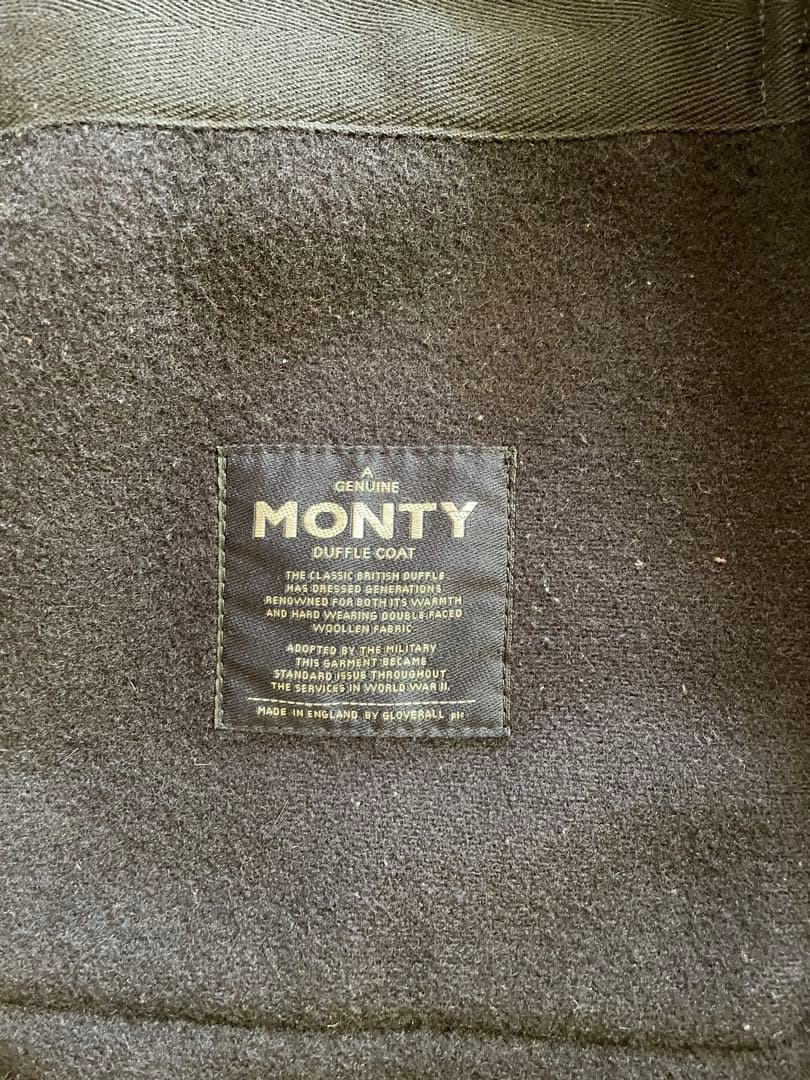 A
GENUINE
MONTY
DUFFLE COAT
THE CLASSIC BRITISH DUFFLE
HAS DRESSED GENERATIONS
RENOWNED FOR BOTH ITS WARMTH
AND HARD WEARING DOUBLE FACED
WOOLLEN FABRIC
ADOPTED BY THE MILITARY
THIS GARMENT BECAME
STANDARD ISSUE THROUGHOUT
THE SERVICES IN WORLD WAR II.
MADE IN ENGLAND BY GLOVERALL plc